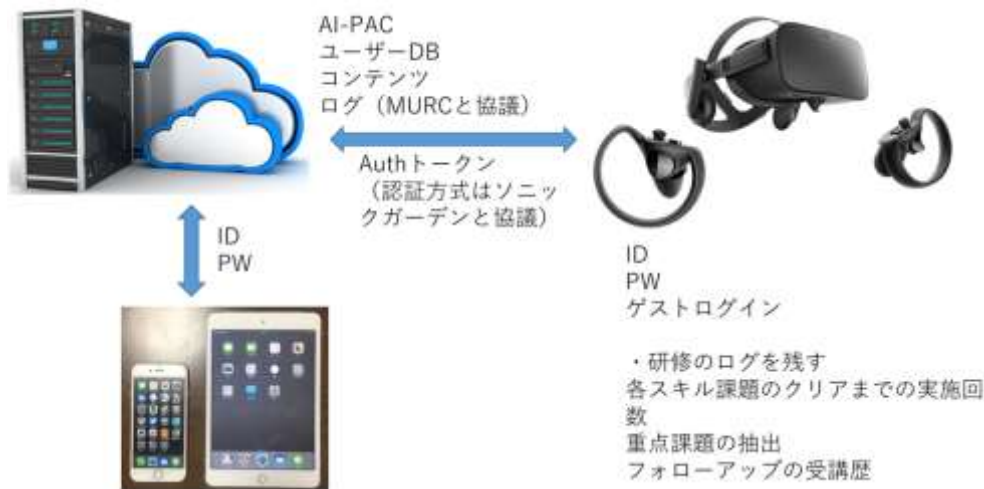 AI-PAC
ユーザーDB
コンテンツ
ログ（MURCと協議）
Authトークン
（認証方式はソニッ
クガーデンと協議）
ID
PW
ID
PW
ゲストログイン
・研修のログを残す
各スキル課題のクリアまでの実施回
数
重点課題の抽出
フォローアップの受講歴